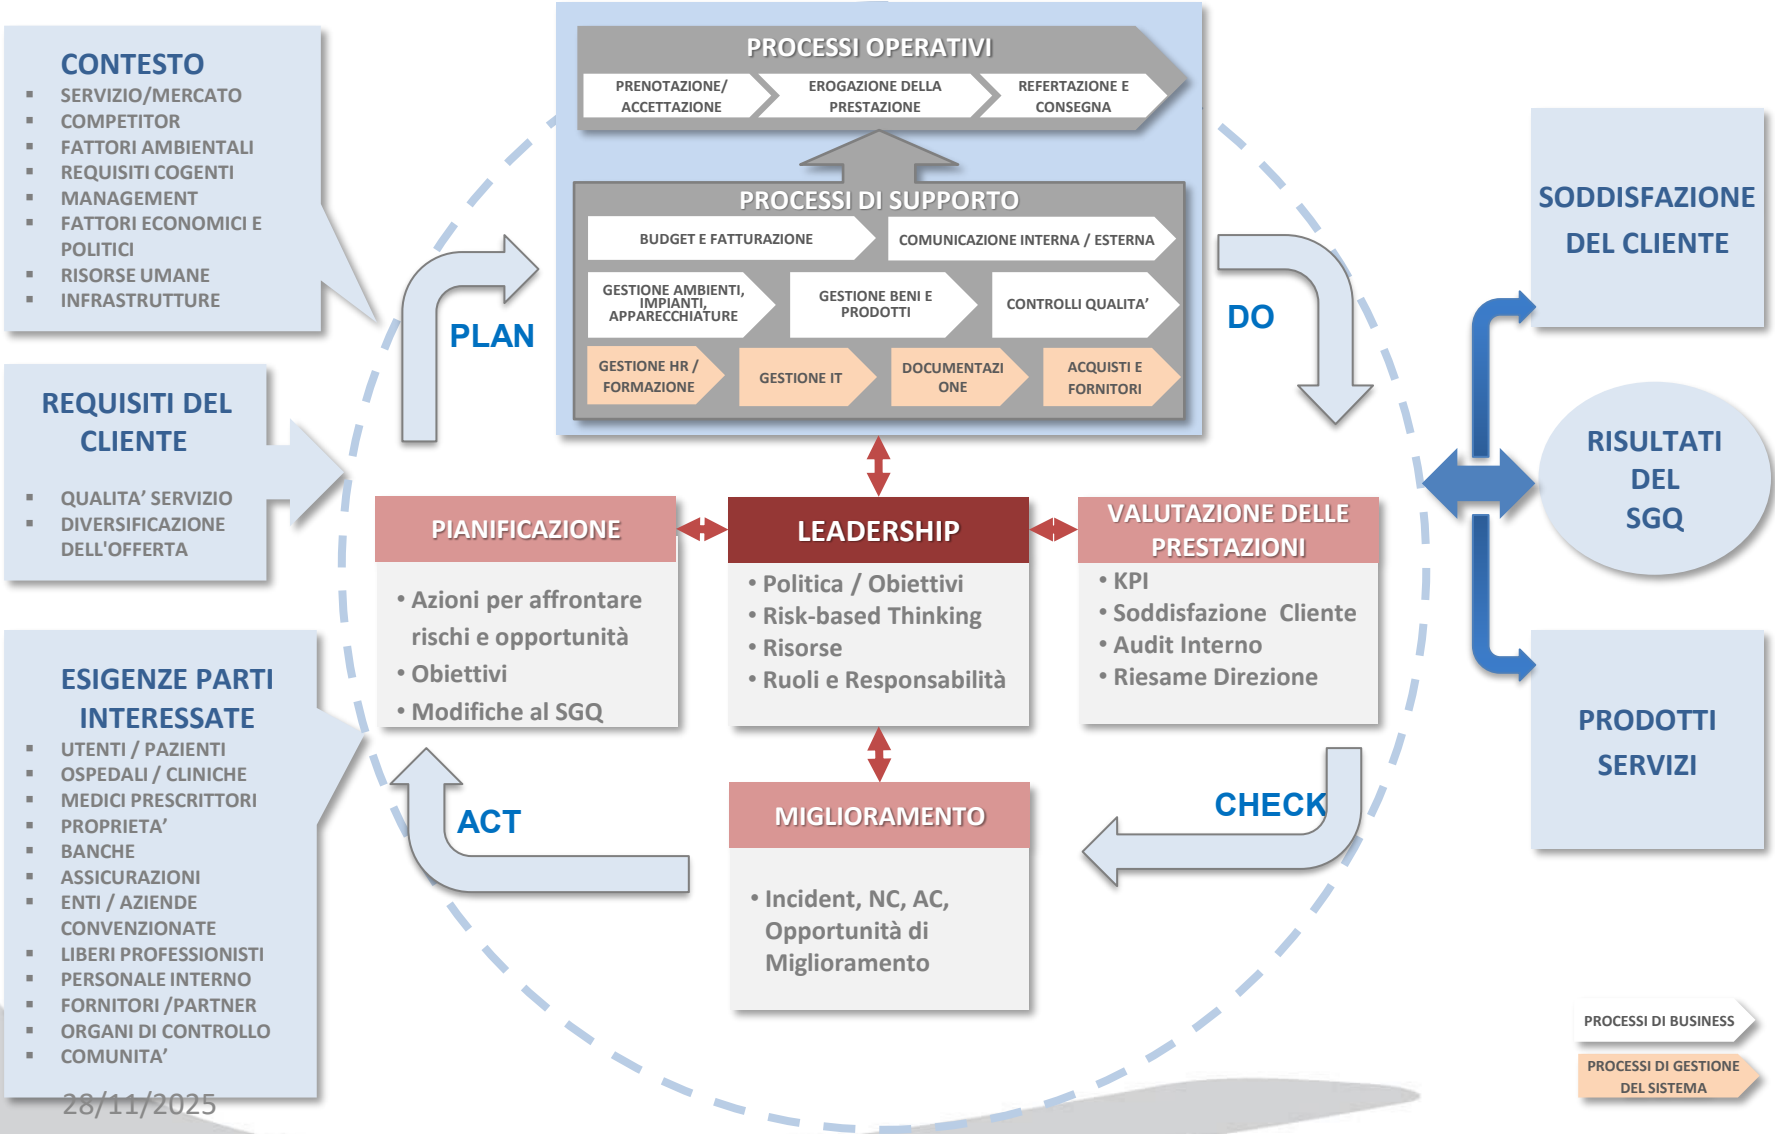 CONTESTO
▪ SERVIZIO/MERCATO
▪ COMPETITOR
▪ FATTORI AMBIENTALI
▪ REQUISITI COGENTI
▪ MANAGEMENT
▪ FATTORI ECONOMICI E
POLITICI
▪ RISORSE UMANE
▪ INFRASTRUTTURE
REQUISITI DEL
CLIENTE
▪ QUALITA’ SERVIZIO
▪ DIVERSIFICAZIONE
DELL'OFFERTA
ESIGENZE PARTI
INTERESSATE
▪ UTENTI / PAZIENTI
▪ OSPEDALI / CLINICHE
▪ MEDICI PRESCRITTORI
▪ PROPRIETA’
▪ BANCHE
▪ ASSICURAZIONI
▪ ENTI / AZIENDE
CONVENZIONATE
▪ LIBERI PROFESSIONISTI
▪ PERSONALE INTERNO
▪ FORNITORI /PARTNER
▪ ORGANI DI CONTROLLO
▪ COMUNITA’
28/11/2025
PROCESSI OPERATIVI
PRENOTAZIONE/
ACCETTAZIONE
EROGAZIONE DELLA
PRESTAZIONE
REFERTAZIONE E
CONSEGNA
PROCESSI DI SUPPORTO
BUDGET E FATTURAZIONE
COMUNICAZIONE INTERNA / ESTERNA
GESTIONE AMBIENTI,
IMPIANTI,
APPARECCHIATURE
GESTIONE BENI E
PRODOTTI
CONTROLLI QUALITA’
GESTIONE HR /
FORMAZIONE
GESTIONE IT
DOCUMENTAZI
ONE
ACQUISTI E
FORNITORI
PLAN
DO
PIANIFICAZIONE
• Azioni per affrontare
rischi e opportunità
• Obiettivi
• Modifiche al SGQ
LEADERSHIP
• Politica / Obiettivi
• Risk-based Thinking
• Risorse
• Ruoli e Responsabilità
VALUTAZIONE DELLE
PRESTAZIONI
• KPI
• Soddisfazione Cliente
• Audit Interno
• Riesame Direzione
ACT
CHECK
MIGLIORAMENTO
• Incident, NC, AC,
Opportunità di
Miglioramento
SODDISFAZIONE
DEL CLIENTE
RISULTATI
DEL
SGQ
PRODOTTI
SERVIZI
PROCESSI DI BUSINESS
PROCESSI DI GESTIONE
DEL SISTEMA